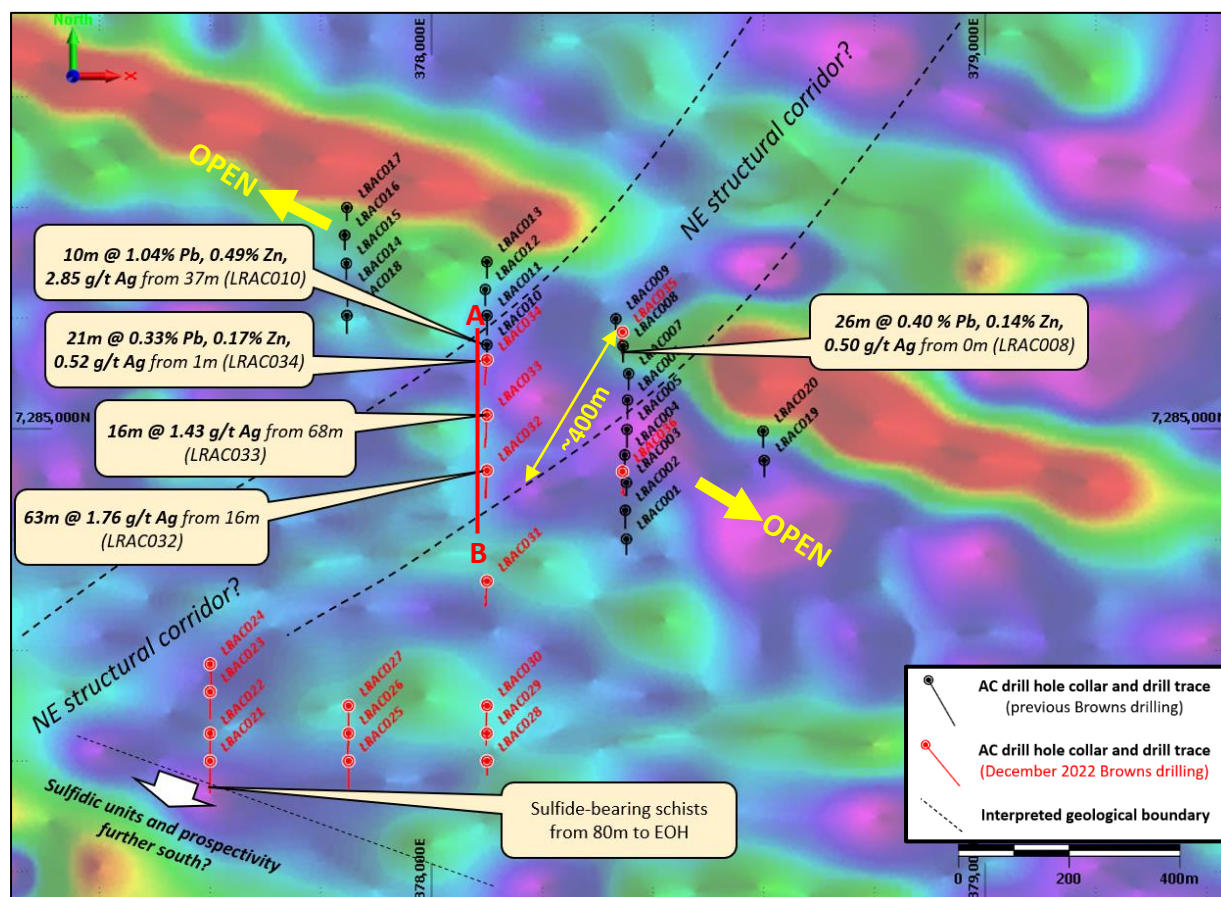 North
X
378,000E
379,000E
NE structural corridor?
NE structural corridor?
OPEN
LRAC017
LRAC016
LRAC015
LRAC014
LRAC018
LRAC013
LRAC012
LRAC011
LRAC010
LRAC034
LRAC033
LRAC032
LRAC031
A
B
10m @ 1.04% Pb, 0.49% Zn,
2.85 g/t Ag from 37m (LRAC010)
21m @ 0.33% Pb, 0.17% Zn,
0.52 g/t Ag from 1m (LRAC034)
16m @ 1.43 g/t Ag from 68m
(LRAC033)
63m @ 1.76 g/t Ag from 16m
(LRAC032)
26m @ 0.40 % Pb, 0.14% Zn,
0.50 g/t Ag from 0m (LRAC008)
LRAC009
LRAC035
LRAC008
LRAC007
LRAC005
LRAC004
LRAC003
LRAC002
LRAC001
LRAC020
LRAC019
~400m
OPEN
7,285,000N
7,285,000N
NE structural corridor?
LRAC024
LRAC023
LRAC022
LRAC021
LRAC027
LRAC026
LRAC025
LRAC030
LRAC029
LRAC028
Sulfidic units and prospectivity
further south?
Sulfide-bearing schists
from 80m to EOH
AC drill hole collar and drill trace
(previous Browns drilling)
AC drill hole collar and drill trace
(December 2022 Browns drilling)
Interpreted geological boundary
0 200 400m
378,000E
379,000E